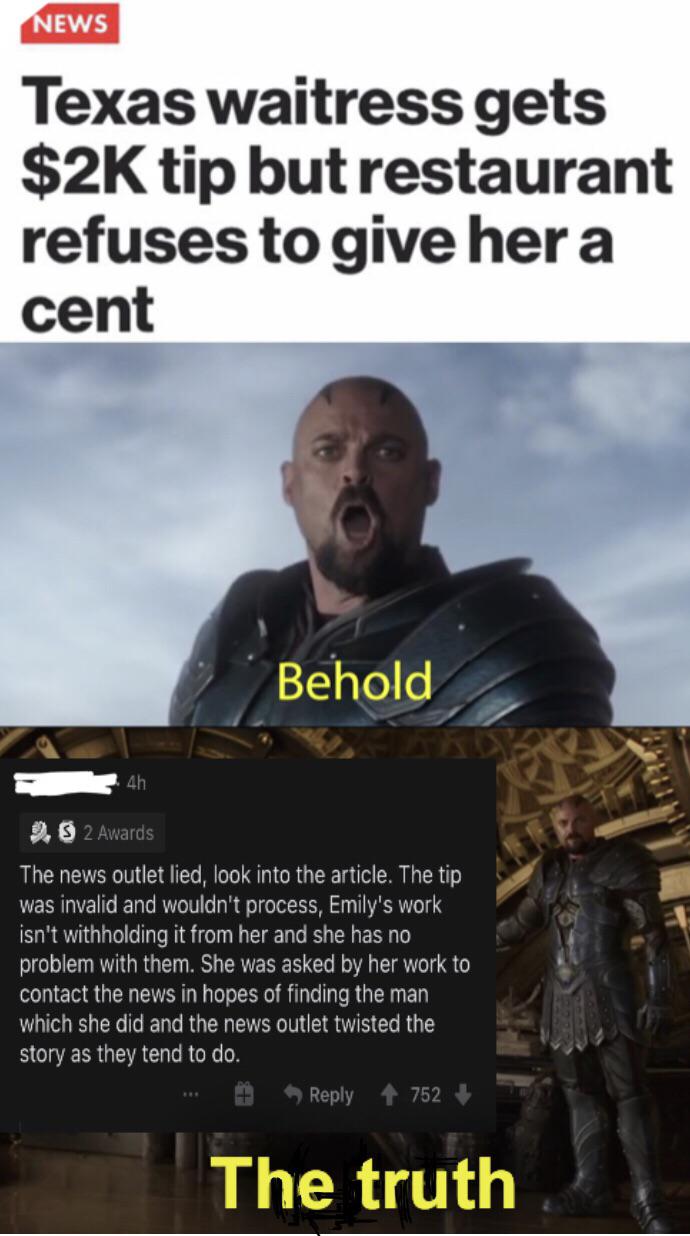 NEWS
Texas waitress gets
$2K tip but restaurant
refuses to give her a
cent
Behold
4h
S 2 Awards
The news outlet lied, look into the article. The tip
was invalid and wouldn't process, Emily's work
isn't withholding it from her and she has no
problem with them. She was asked by her work to
contact the news in hopes of finding the man
which she did and the news outlet twisted the
story as they tend to do.
... Reply 752
The truth